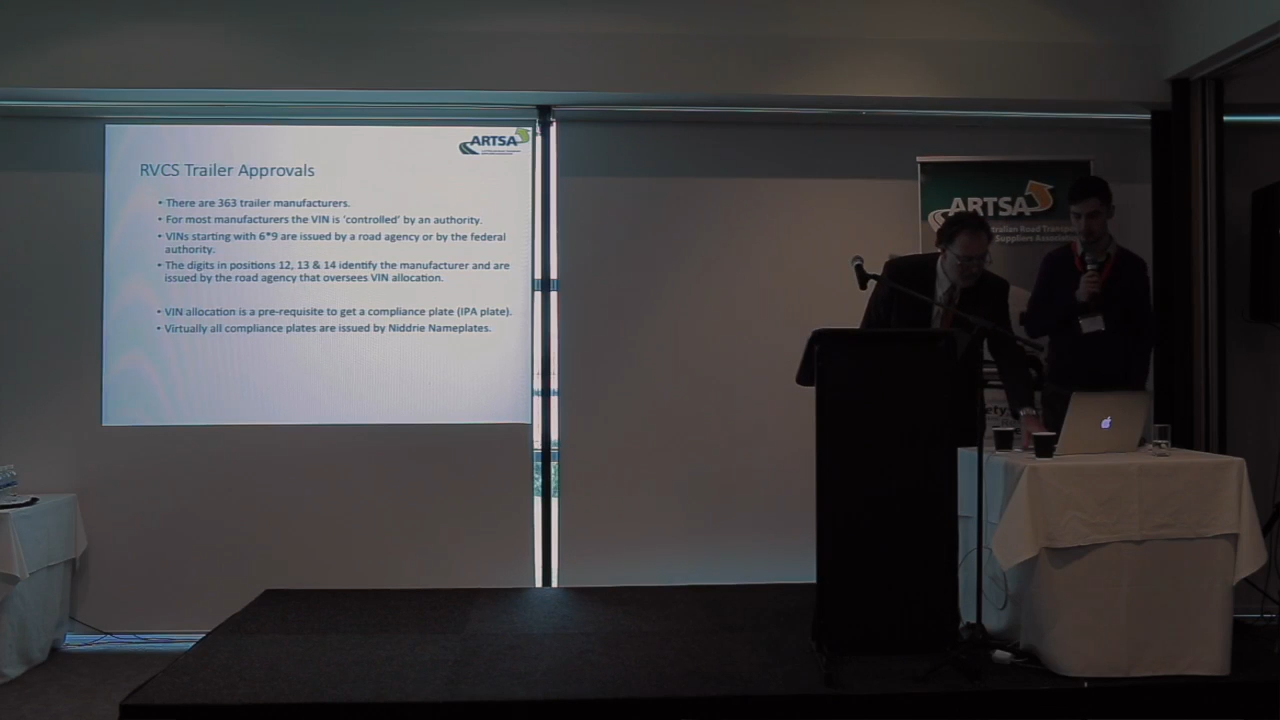 ARTSA
RVCS Trailer Approvals
• There are 363 trailer manufacturers.
• For most manufacturers the VIN is ‘controlled’ by an authority.
• VINs starting with 6*9 are issued by a road agency or by the federal
authority.
• The digits in positions 12, 13 & 14 identify the manufacturer and are
issued by the road agency that oversees VIN allocation.
• VIN allocation is a pre-requisite to get a compliance plate (IPA plate).
• Virtually all compliance plates are issued by Niddrie Nameplates.
ARTSA
tralian Road Transp
Suppliers Associati
ety